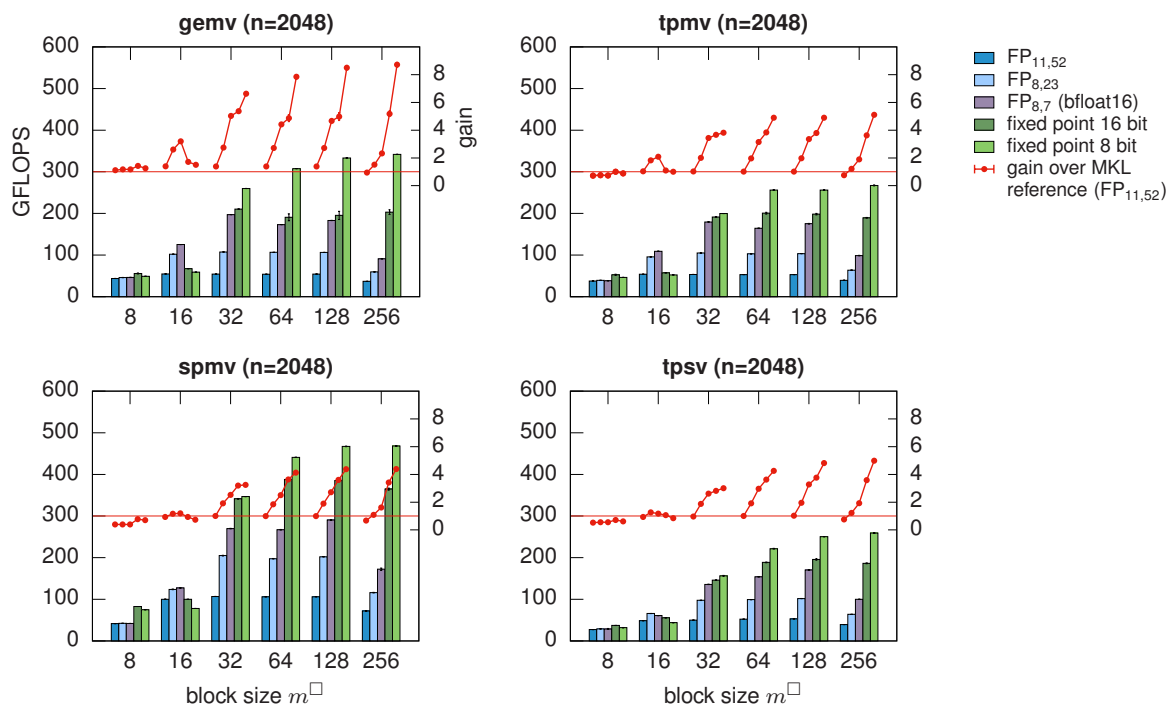 gemv (n=2048)
600
500
400
300
200
100
0
GFLOPS
8
6
4
2
0
gain
8 16 32 64 128 256
tpmv (n=2048)
600
500
400
300
200
100
0
8
6
4
2
0
8 16 32 64 128 256
FP11,52
FP8,23
FP8,7 (bfloat16)
fixed point 16 bit
fixed point 8 bit
gain over MKL
reference (FP11,52)
spmv (n=2048)
600
500
400
300
200
100
0
8
6
4
2
0
8 16 32 64 128 256
block size m□
tpsv (n=2048)
600
500
400
300
200
100
0
8
6
4
2
0
8 16 32 64 128 256
block size m□